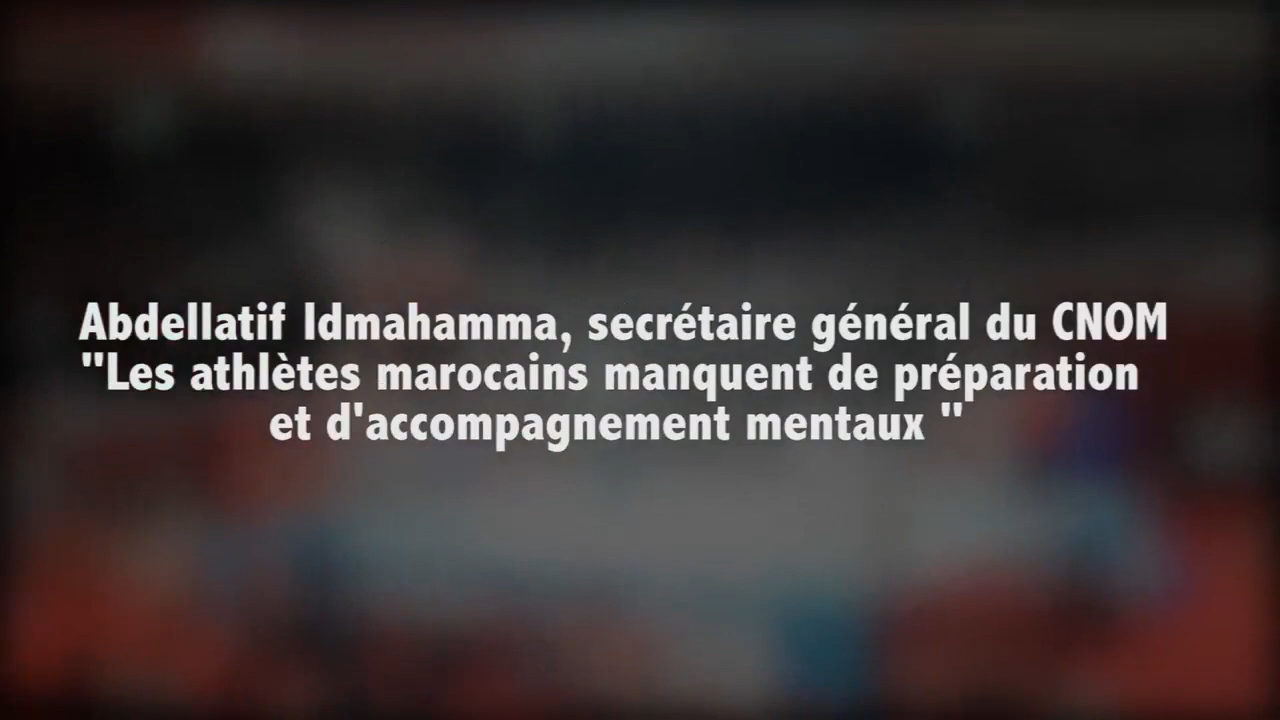 Abdellatif Idmahamma, secrétaire général du CNOM
"Les athlètes marocains manquent de préparation
et d'accompagnement mentaux "